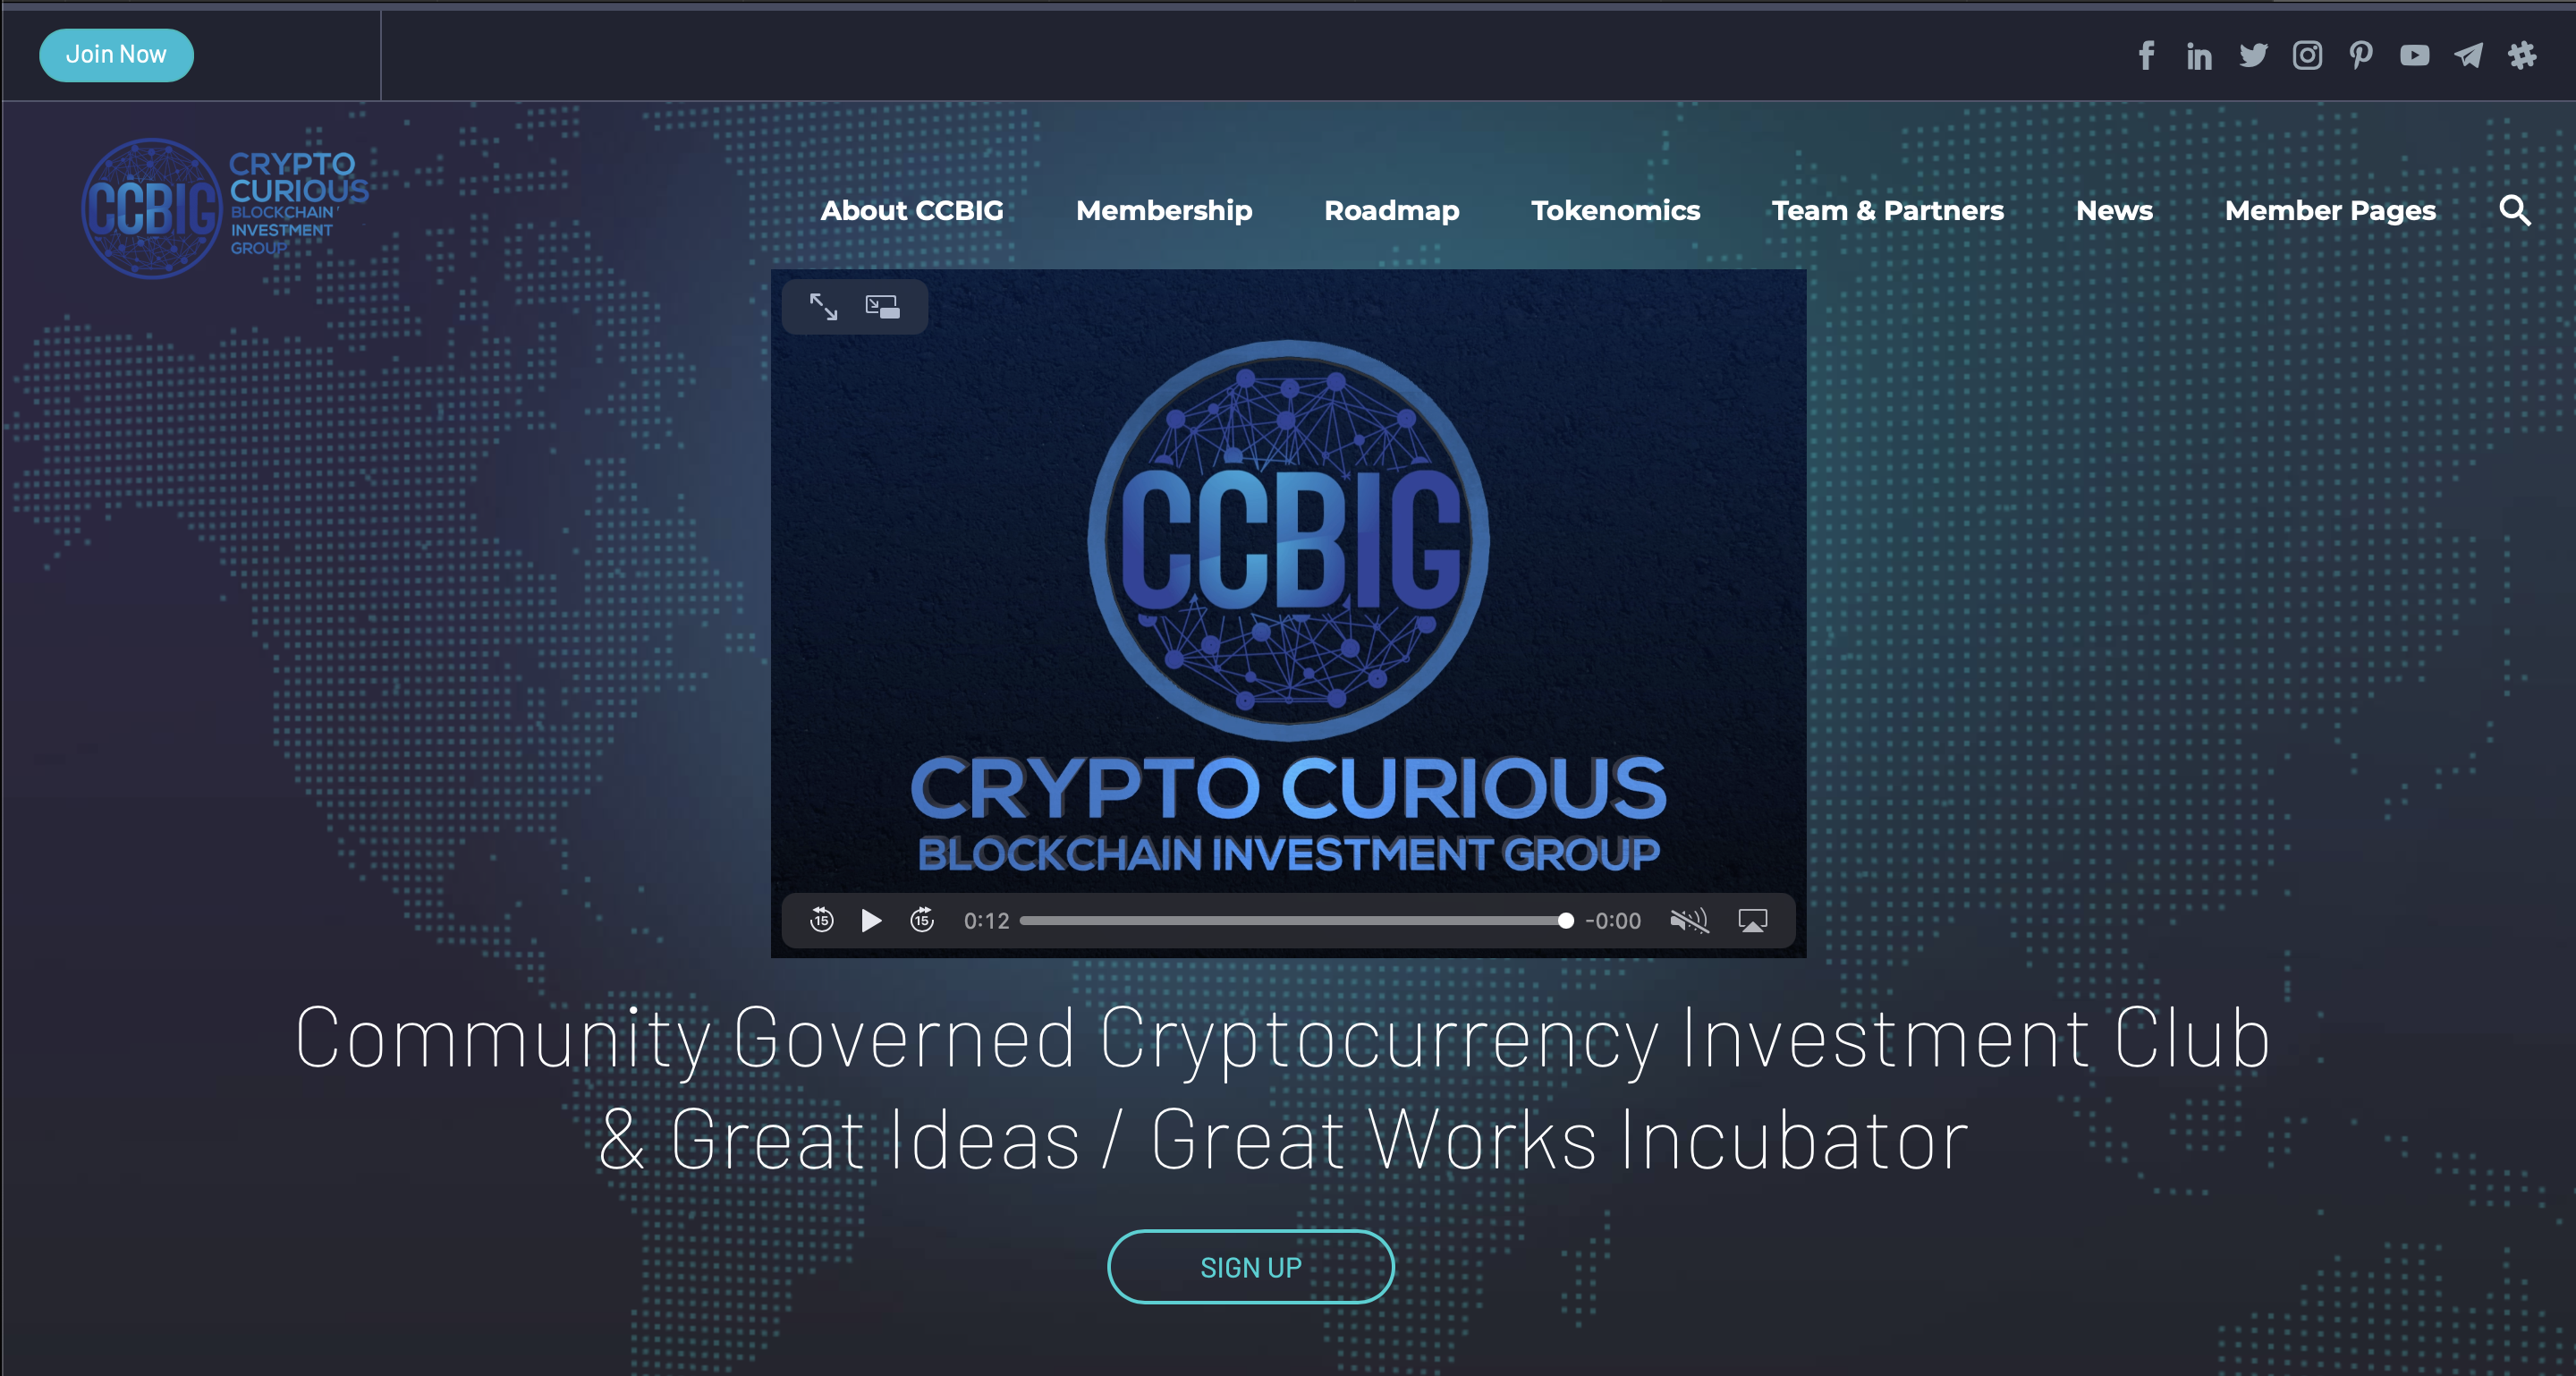 Join Now
CCBIG
CRYPTO
CURIOUS
BLOCKCHAIN
INVESTMENT
GROUP
About CCBIG
Membership
Roadmap
Tokenomics
Team & Partners
News
Member Pages
CCBIG
CRYPTO CURIOUS
BLOCKCHAIN INVESTMENT GROUP
15
15
0:12
-0:00
Community Governed Cryptocurrency Investment Club
& Great Ideas / Great Works Incubator
SIGN UP